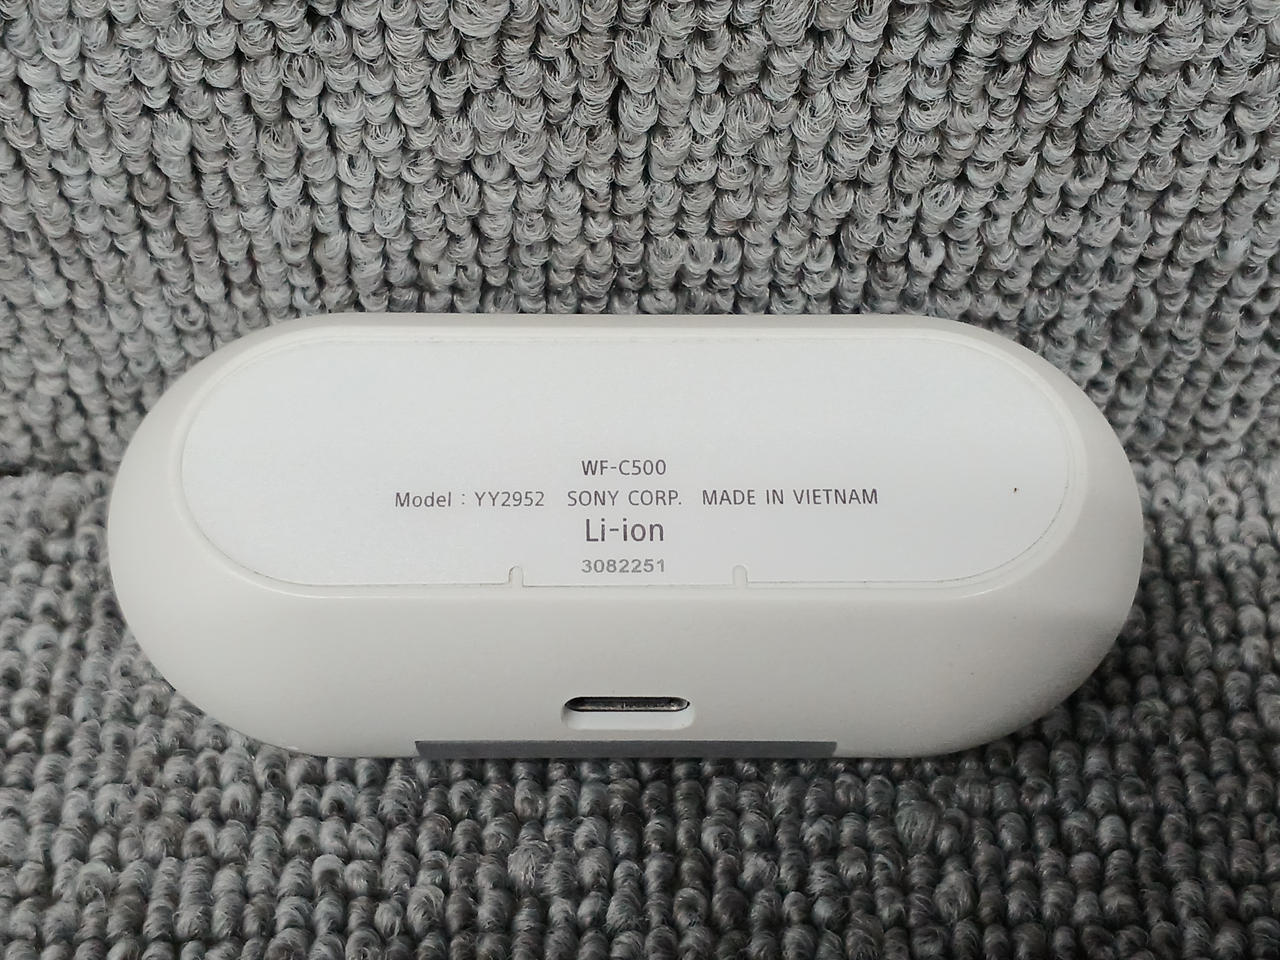 WF-C500
Model : YY2952 SONY CORP. MADE IN VIETNAM
Li-ion
3082251